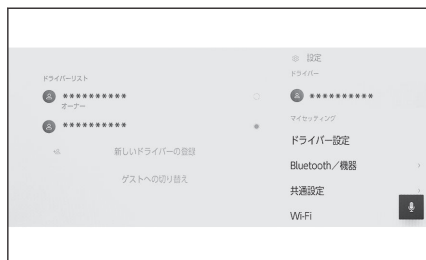 ドライバーリスト
**********
オーナー
**********
新しいドライバーの登録
ゲストへの切り替え
設定
ドライバー
**********
マイセッティング
ドライバー設定
Bluetooth／機器
共通設定
Wi-Fi